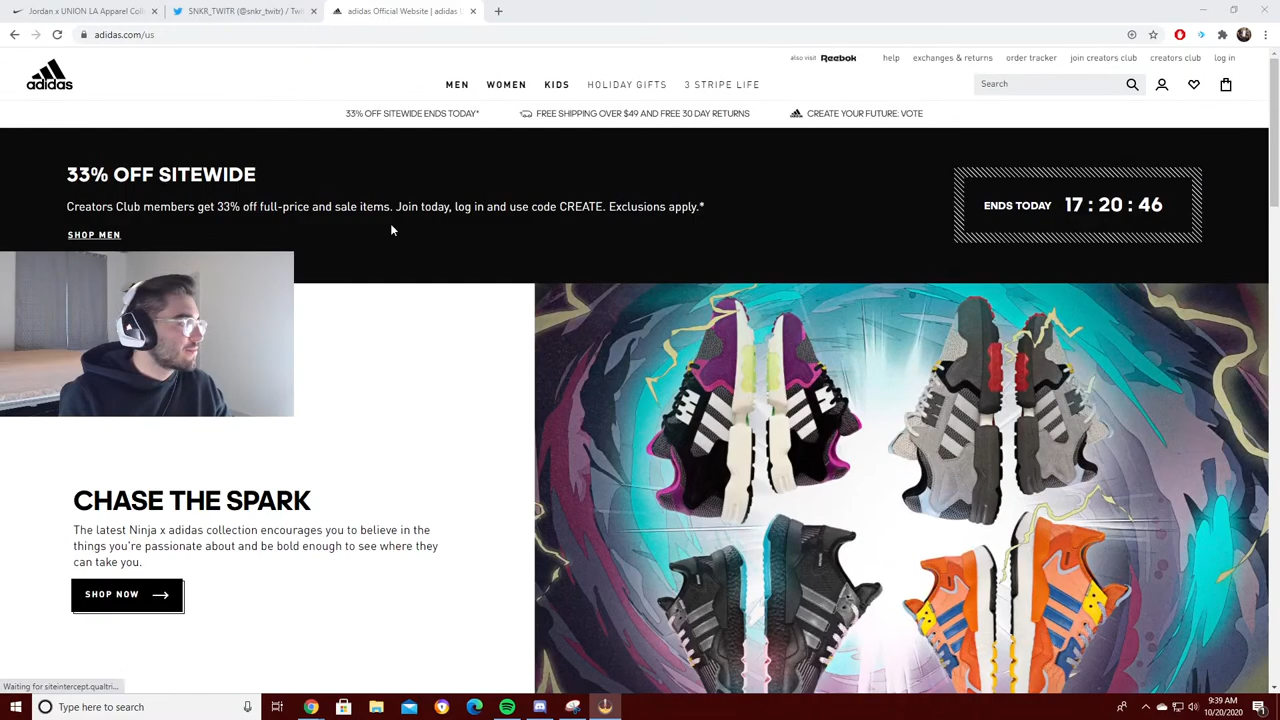 Jordan x UNION LA Apparel Coll
SNKR_TWITR (@snkr_twitr) / Twi
adidas Official Website | adidas U
adidas.com/us
also visit Reebok
help
exchanges & returns
order tracker
join creators club
creators club
log in
adidas
MEN
WOMEN
KIDS
HOLIDAY GIFTS
3 STRIPE LIFE
Search
33% OFF SITEWIDE ENDS TODAY*
FREE SHIPPING OVER $49 AND FREE 30 DAY RETURNS
CREATE YOUR FUTURE: VOTE
33% OFF SITEWIDE
Creators Club members get 33% off full-price and sale items. Join today, log in and use code CREATE. Exclusions apply.*
SHOP MEN
ENDS TODAY 17 : 20 : 46
CHASE THE SPARK
The latest Ninja x adidas collection encourages you to believe in the
things you're passionate about and be bold enough to see where they
can take you.
SHOP NOW
Waiting for siteintercept.qualtri...
Type here to search
9:39 AM
10/20/2020